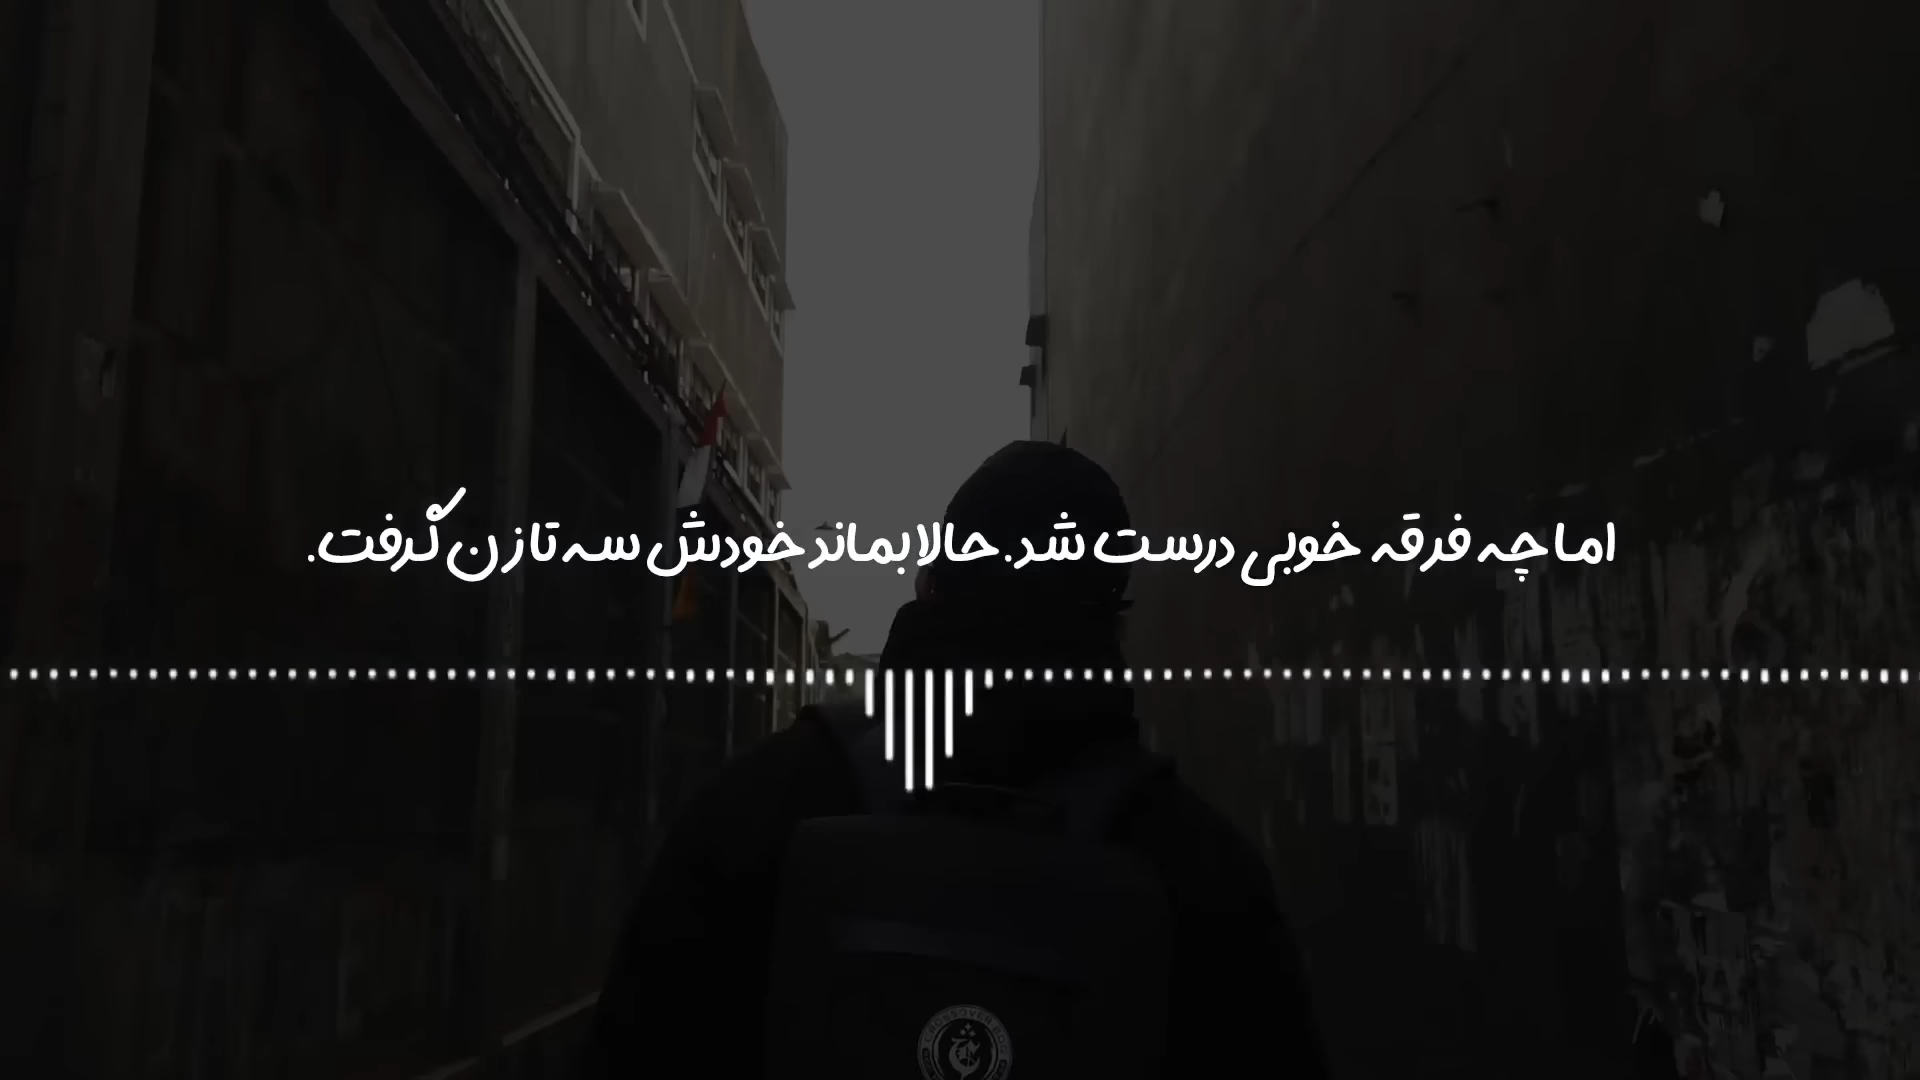 اما چه فرقه خوبی درست شد. حالا بماند خودش سه تا زن گرفت.